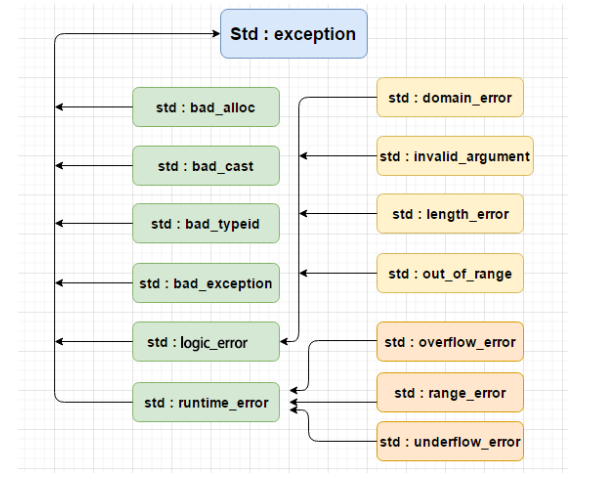 Std : exception
std : bad_alloc
std : bad_cast
std : bad_typeid
std : bad_exception
std : logic_error
std : runtime_error
std : domain_error
std : invalid_argument
std : length_error
std : out_of_range
std : overflow_error
std : range_error
std : underflow_error